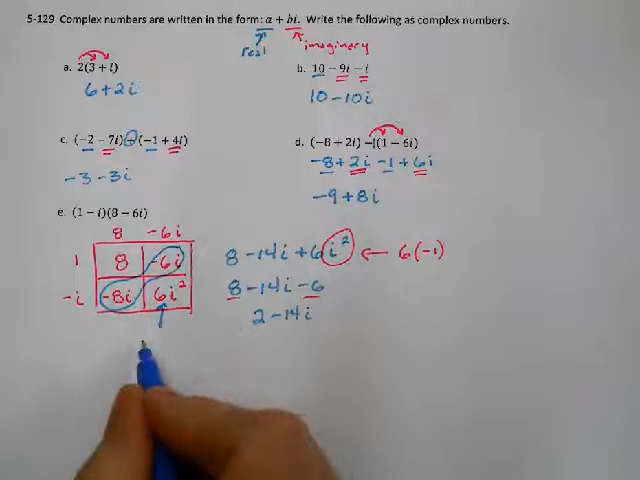 5-129 Complex numbers are written in the form: a + bi. Write the following as complex numbers.
real
imaginary
a. 2(3 + i)
6 + 2i
b. 10 - 9i - i
10 - 10i
c. (-2 - 7i) + (-1 + 4i)
-3 - 3i
d. (-8 + 2i) - 1(1 - 6i)
-8 + 2i - 1 + 6i
-9 + 8i
e. (1 - i)(8 - 6i)
8 -6i
1 8 -6i
-i -8i 6i²
8 - 14i + 6i² ← 6(-1)
8 - 14i - 6
2 - 14i